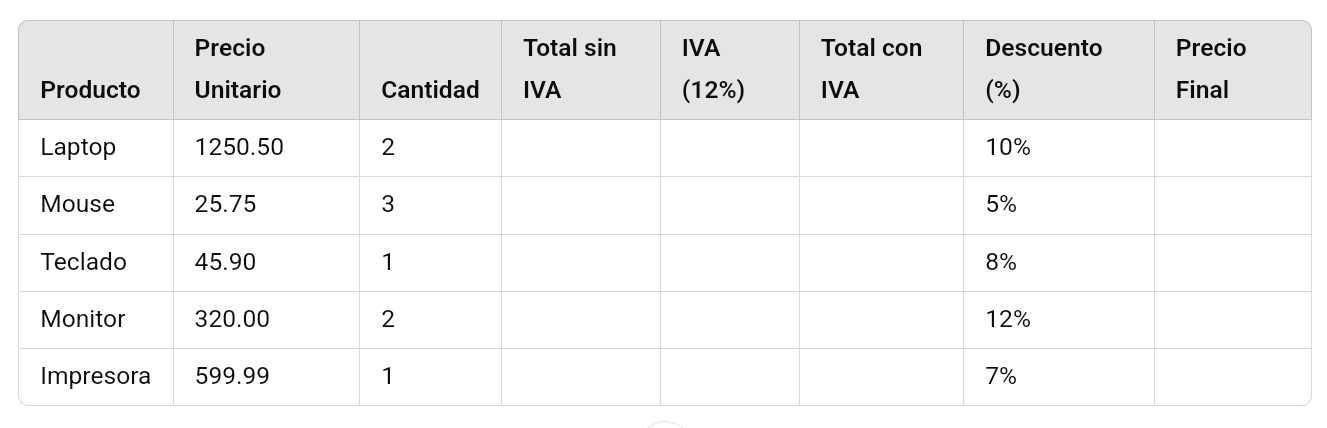 Producto Precio Unitario Cantidad Total sin IVA IVA (12%) Total con IVA Descuento (%) Precio Final
Laptop 1250.50 2 10%
Mouse 25.75 3 5%
Teclado 45.90 1 8%
Monitor 320.00 2 12%
Impresora 599.99 1 7%